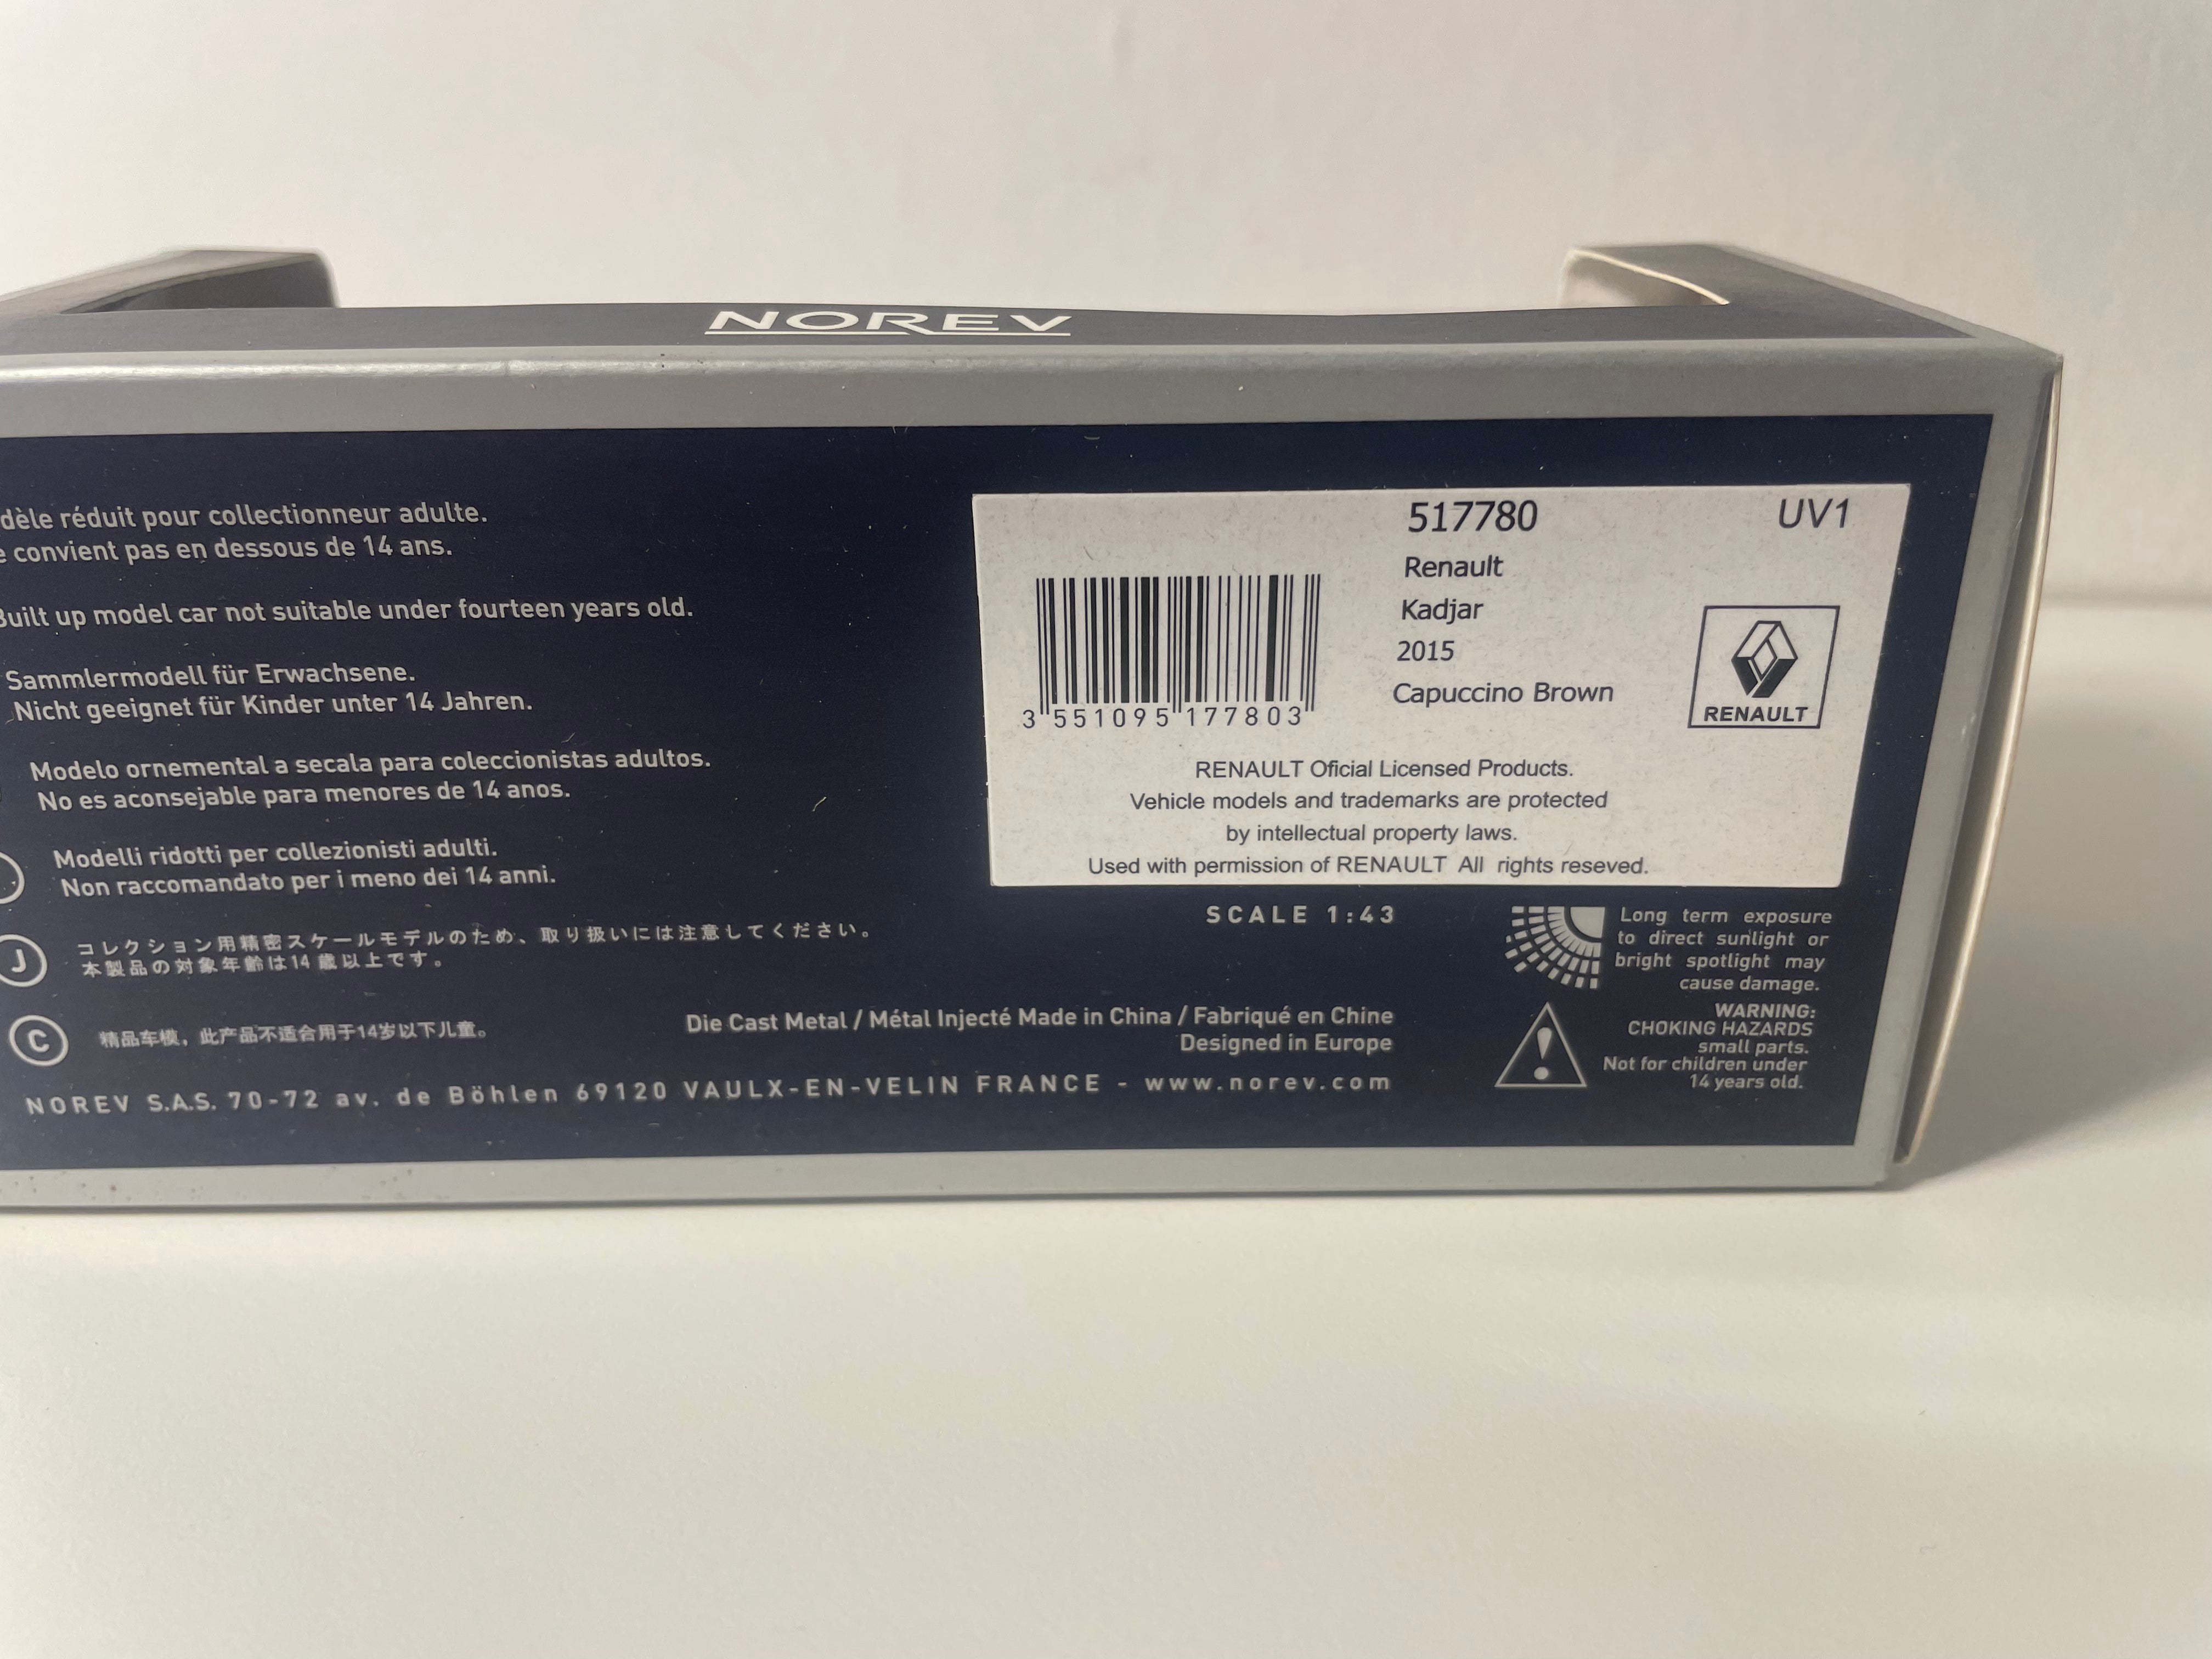 NOREV
dèle réduit pour collectionneur adulte.
convient pas en dessous de 14 ans.
Built up model car not suitable under fourteen years old.
Sammlermodell für Erwachsene.
Nicht geeignet für Kinder unter 14 Jahren.
Modelo ornemental a secala para coleccionistas adultos.
No es aconsejable para menores de 14 anos.
Modelli ridotti per collezionisti adulti.
Non raccomandato per i meno dei 14 anni.
J
コレクション用精密スケールモデルのため、取り扱いには注意してください。
本製品の対象年齢は14歳以上です。
C
精品车模，此产品不适合用于14岁以下儿童。
517780
UV1
Renault
Kadjar
2015
Capuccino Brown
3 551095 177803
RENAULT
RENAULT Oficial Licensed Products.
Vehicle models and trademarks are protected
by intellectual property laws.
Used with permission of RENAULT All rights reseved.
SCALE 1:43
Long term exposure
to direct sunlight or
bright spotlight may
cause damage.
WARNING:
CHOKING HAZARDS
small parts.
Not for children under
14 years old.
Die Cast Metal / Métal Injecté Made in China / Fabriqué en Chine
Designed in Europe
NOREV S.A.S. 70-72 av. de Böhlen 69120 VAULX-EN-VELIN FRANCE - www.norev.com